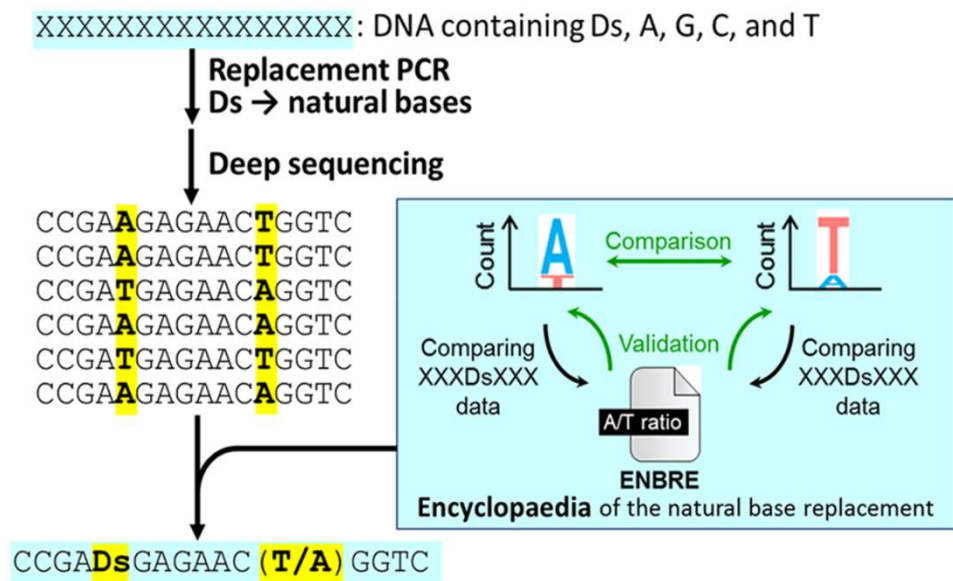 XXXXXXXXXXXXXXXX: DNA containing Ds, A, G, C, and T
Replacement PCR
Ds → natural bases
Deep sequencing
CCGAAGAGAACTGGTC
CCGAAGAGAACTGGTC
CCGATGAGAACAGGTC
CCGAAGAGAACAGGTC
CCGATGAGAACTGGTC
CCGAAGAGAACAGGTC
Count
A
T
Comparison
Count
T
A
Validation
Comparing
XXXDsXXX
data
Comparing
XXXDsXXX
data
A/T ratio
ENBRE
Encyclopaedia of the natural base replacement
CCGADsGAGAAC(T/A)GGTC